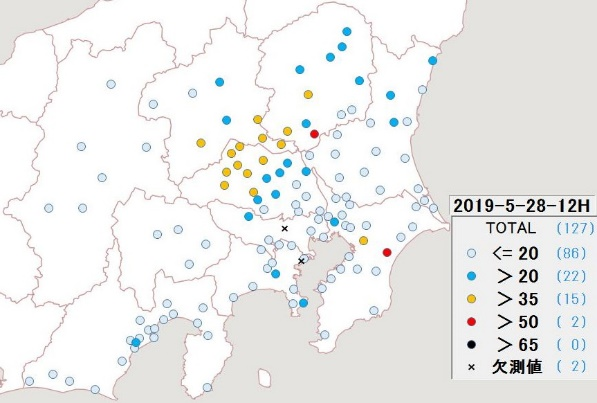 2019-5-28-12H
TOTAL (127)
<= 20 (86)
＞ 20 (22)
＞ 35 (15)
＞ 50 ( 2)
＞ 65 ( 0)
× 欠測値 ( 2)